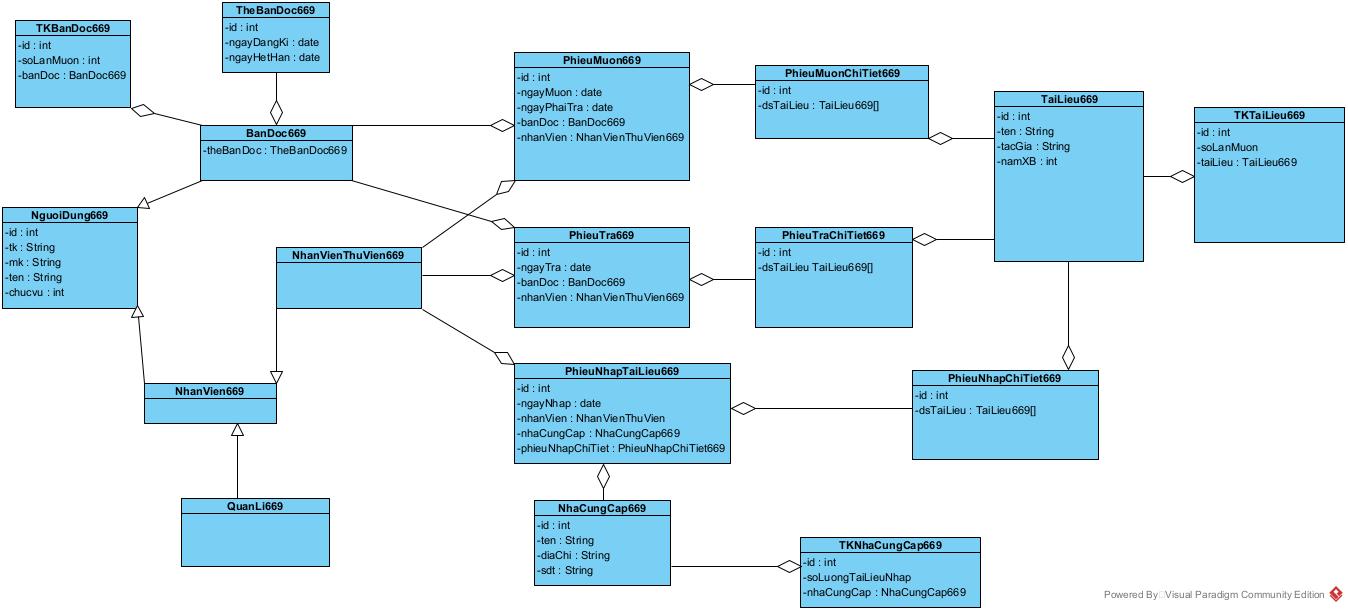 TKBanDoc669
-id : int
-soLanMuon : int
-banDoc : BanDoc669
TheBanDoc669
-id : int
-ngayDangKi : date
-ngayHetHan : date
BanDoc669
-theBanDoc : TheBanDoc669
NguoiDung669
-id : int
-tk : String
-mk : String
-ten : String
-chucvu : int
NhanVienThuVien669
NhanVien669
QuanLi669
PhieuMuon669
-id : int
-ngayMuon : date
-ngayPhaiTra : date
-banDoc : BanDoc669
-nhanVien : NhanVienThuVien669
PhieuTra669
-id : int
-ngayTra : date
-banDoc : BanDoc669
-nhanVien : NhanVienThuVien669
PhieuNhapTaiLieu669
-id : int
-ngayNhap : date
-nhanVien : NhanVienThuVien
-nhaCungCap : NhaCungCap669
-phieuNhapChiTiet : PhieuNhapChiTiet669
NhaCungCap669
-id : int
-ten : String
-diaChi : String
-sdt : String
PhieuMuonChiTiet669
-id : int
-dsTaiLieu : TaiLieu669[]
PhieuTraChiTiet669
-id : int
-dsTaiLieu TaiLieu669[]
PhieuNhapChiTiet669
-id : int
-dsTaiLieu : TaiLieu669[]
TaiLieu669
-id : int
-ten : String
-tacGia : String
-namXB : int
TKTaiLieu669
-id : int
-soLanMuon
-taiLieu : TaiLieu669
TKNhaCungCap669
-id : int
-soLuongTaiLieuNhap
-nhaCungCap : NhaCungCap669
Powered By Visual Paradigm Community Edition